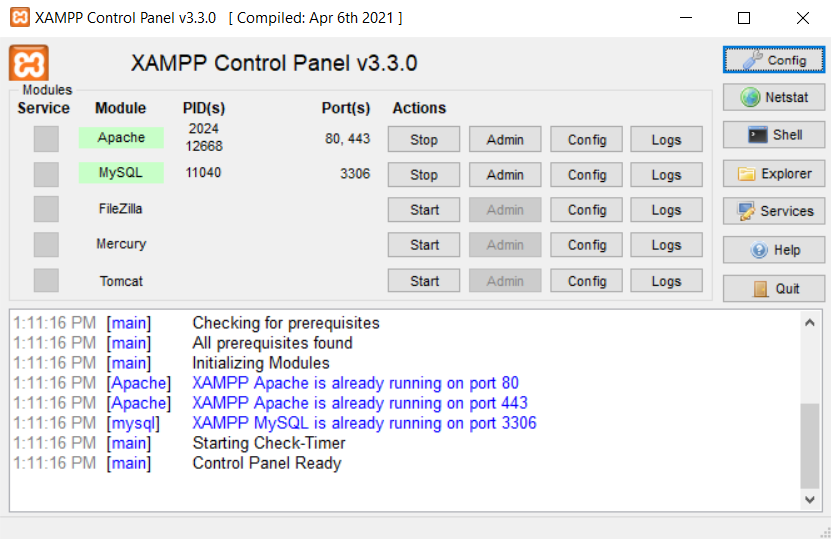 XAMPP Control Panel v3.3.0 [ Compiled: Apr 6th 2021 ]
XAMPP Control Panel v3.3.0
Config
Modules
Service Module PID(s) Port(s) Actions
Netstat
Apache 2024 12668 80, 443 Stop Admin Config Logs
Shell
MySQL 11040 3306 Stop Admin Config Logs
Explorer
FileZilla Start Admin Config Logs
Services
Mercury Start Admin Config Logs
Help
Tomcat Start Admin Config Logs
Quit
1:11:16 PM [main] Checking for prerequisites
1:11:16 PM [main] All prerequisites found
1:11:16 PM [main] Initializing Modules
1:11:16 PM [Apache] XAMPP Apache is already running on port 80
1:11:16 PM [Apache] XAMPP Apache is already running on port 443
1:11:16 PM [mysql] XAMPP MySQL is already running on port 3306
1:11:16 PM [main] Starting Check-Timer
1:11:16 PM [main] Control Panel Ready